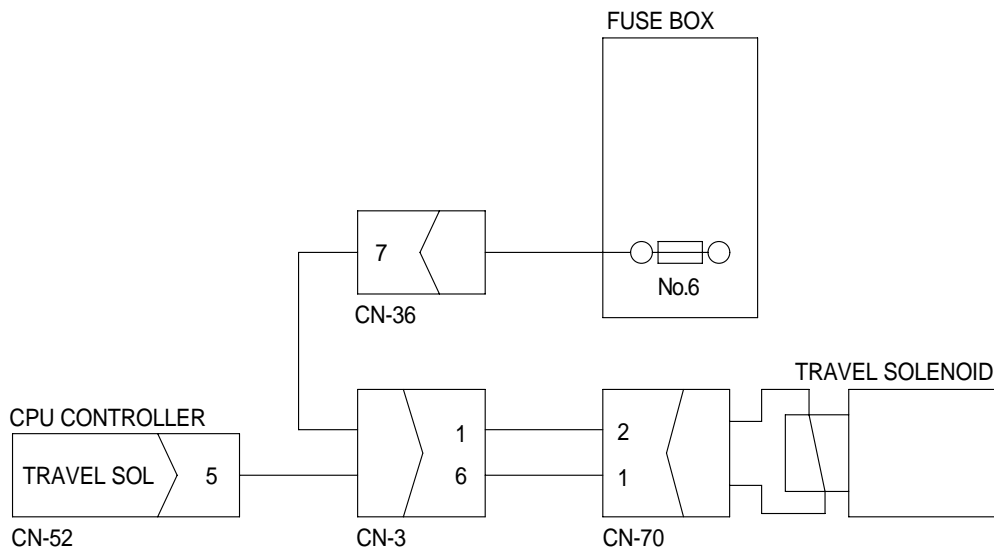 FUSE BOX
7
No.6
CN-36
TRAVEL SOLENOID
CPU CONTROLLER
1
2
TRAVEL SOL
5
6
1
CN-52
CN-3
CN-70